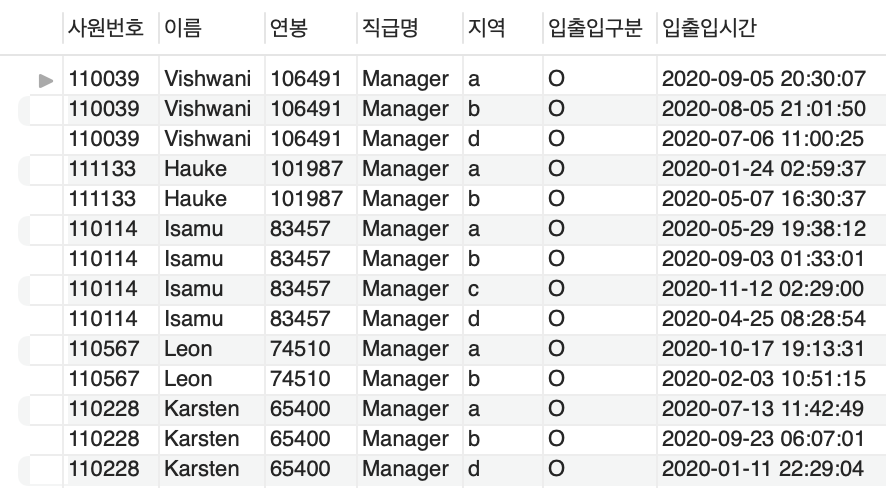 사원번호 이름 연봉 직급명 지역 입출입구분 입출입시간
110039 Vishwani 106491 Manager a O 2020-09-05 20:30:07
110039 Vishwani 106491 Manager b O 2020-08-05 21:01:50
110039 Vishwani 106491 Manager d O 2020-07-06 11:00:25
111133 Hauke 101987 Manager a O 2020-01-24 02:59:37
111133 Hauke 101987 Manager b O 2020-05-07 16:30:37
110114 Isamu 83457 Manager a O 2020-05-29 19:38:12
110114 Isamu 83457 Manager b O 2020-09-03 01:33:01
110114 Isamu 83457 Manager c O 2020-11-12 02:29:00
110114 Isamu 83457 Manager d O 2020-04-25 08:28:54
110567 Leon 74510 Manager a O 2020-10-17 19:13:31
110567 Leon 74510 Manager b O 2020-02-03 10:51:15
110228 Karsten 65400 Manager a O 2020-07-13 11:42:49
110228 Karsten 65400 Manager b O 2020-09-23 06:07:01
110228 Karsten 65400 Manager d O 2020-01-11 22:29:04